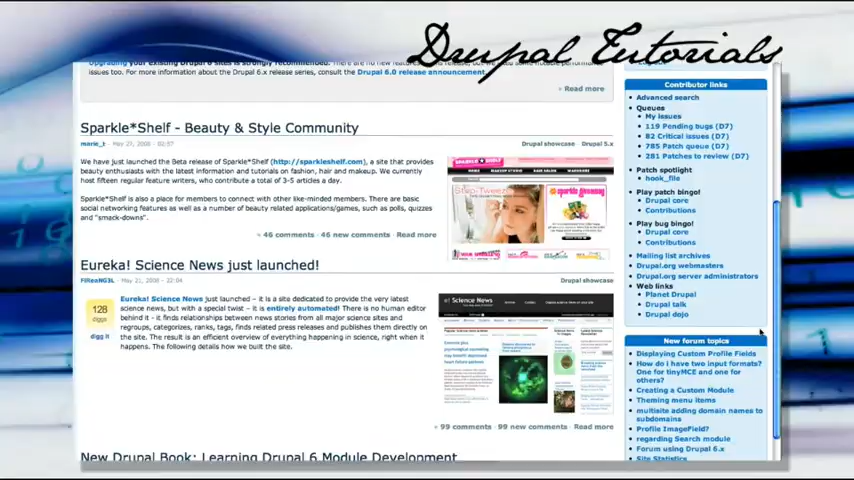 Drupal Tutorials
Upgrading your existing Drupal 6 sites is strongly recommended.
issues too. For more information about the Drupal 6.x release series, consult the Drupal 6.0 release announcement.
» Read more
Sparkle*Shelf - Beauty & Style Community
marie_t - May 27, 2008 - 02:57
Drupal showcase · Drupal 5.x
We have just launched the Beta release of Sparkle*Shelf (http://sparkleshelf.com), a site that provides
beauty enthusiasts with the latest information and tutorials on fashion, hair and makeup. We currently
host fifteen regular feature writers, who contribute a total of 3-5 articles a day.
Sparkle*Shelf is also a place for members to connect with other like-minded members. There are basic
social networking features as well as a number of beauty related applications/games, such as polls, quizzes
and "smack-downs".
» 46 comments · 46 new comments · Read more
Eureka! Science News just launched!
FiReaNG3L - May 21, 2008 - 22:04
Drupal showcase
128
diggs
digg it
Eureka! Science News just launched – it is a site dedicated to provide the very latest
science news, but with a special twist – it is entirely automated! There is no human editor
behind it - it finds relationships between news stories from all major science sites and
regroups, categorizes, ranks, tags, finds related press releases and publishes them directly on
the site. The result is an efficient overview of everything happening in science, right when it
happens. The following details how we built the site.
e! Science News
» 99 comments · 99 new comments · Read more
New Drupal Book: Learning Drupal 6 Module Development
Contributor links
Advanced search
Queues
My issues
119 Pending bugs (D7)
82 Critical issues (D7)
785 Patch queue (D7)
281 Patches to review (D7)
Patch spotlight
hook_file
Play patch bingo!
Drupal core
Contributions
Play bug bingo!
Drupal core
Contributions
Mailing list archives
Drupal.org webmasters
Drupal.org server administrators
Web links
Planet Drupal
Drupal talk
Drupal dojo
New forum topics
Displaying Custom Profile Fields
How do i have two input formats?
One for tinyMCE and one for
others?
Creating a Custom Module
Theming menu items
multisite adding domain names to
subdomains
Profile ImageField?
regarding Search module
Forum using Drupal 6.x
Site Statistics